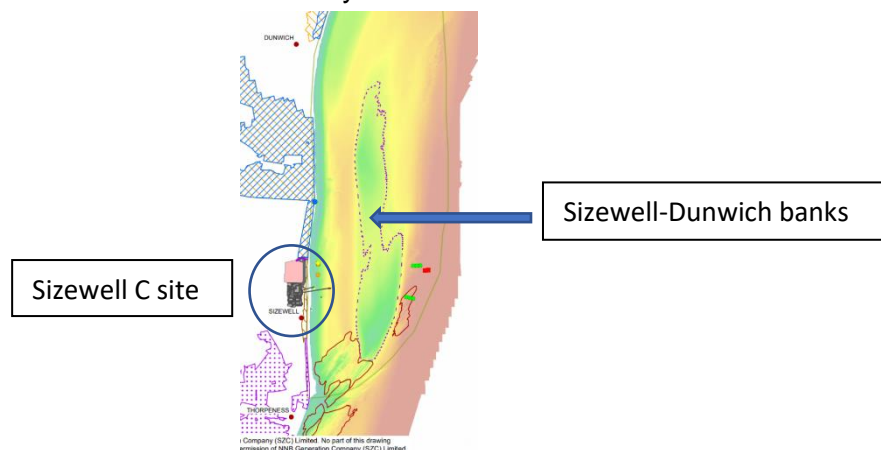 DUNWICH
Sizewell-Dunwich banks
Sizewell C site
SIZEWELL
THORPENESS
Company (SZC) Limited. No part of this drawing
ermission of NNB Generation Company (SZC) Limited